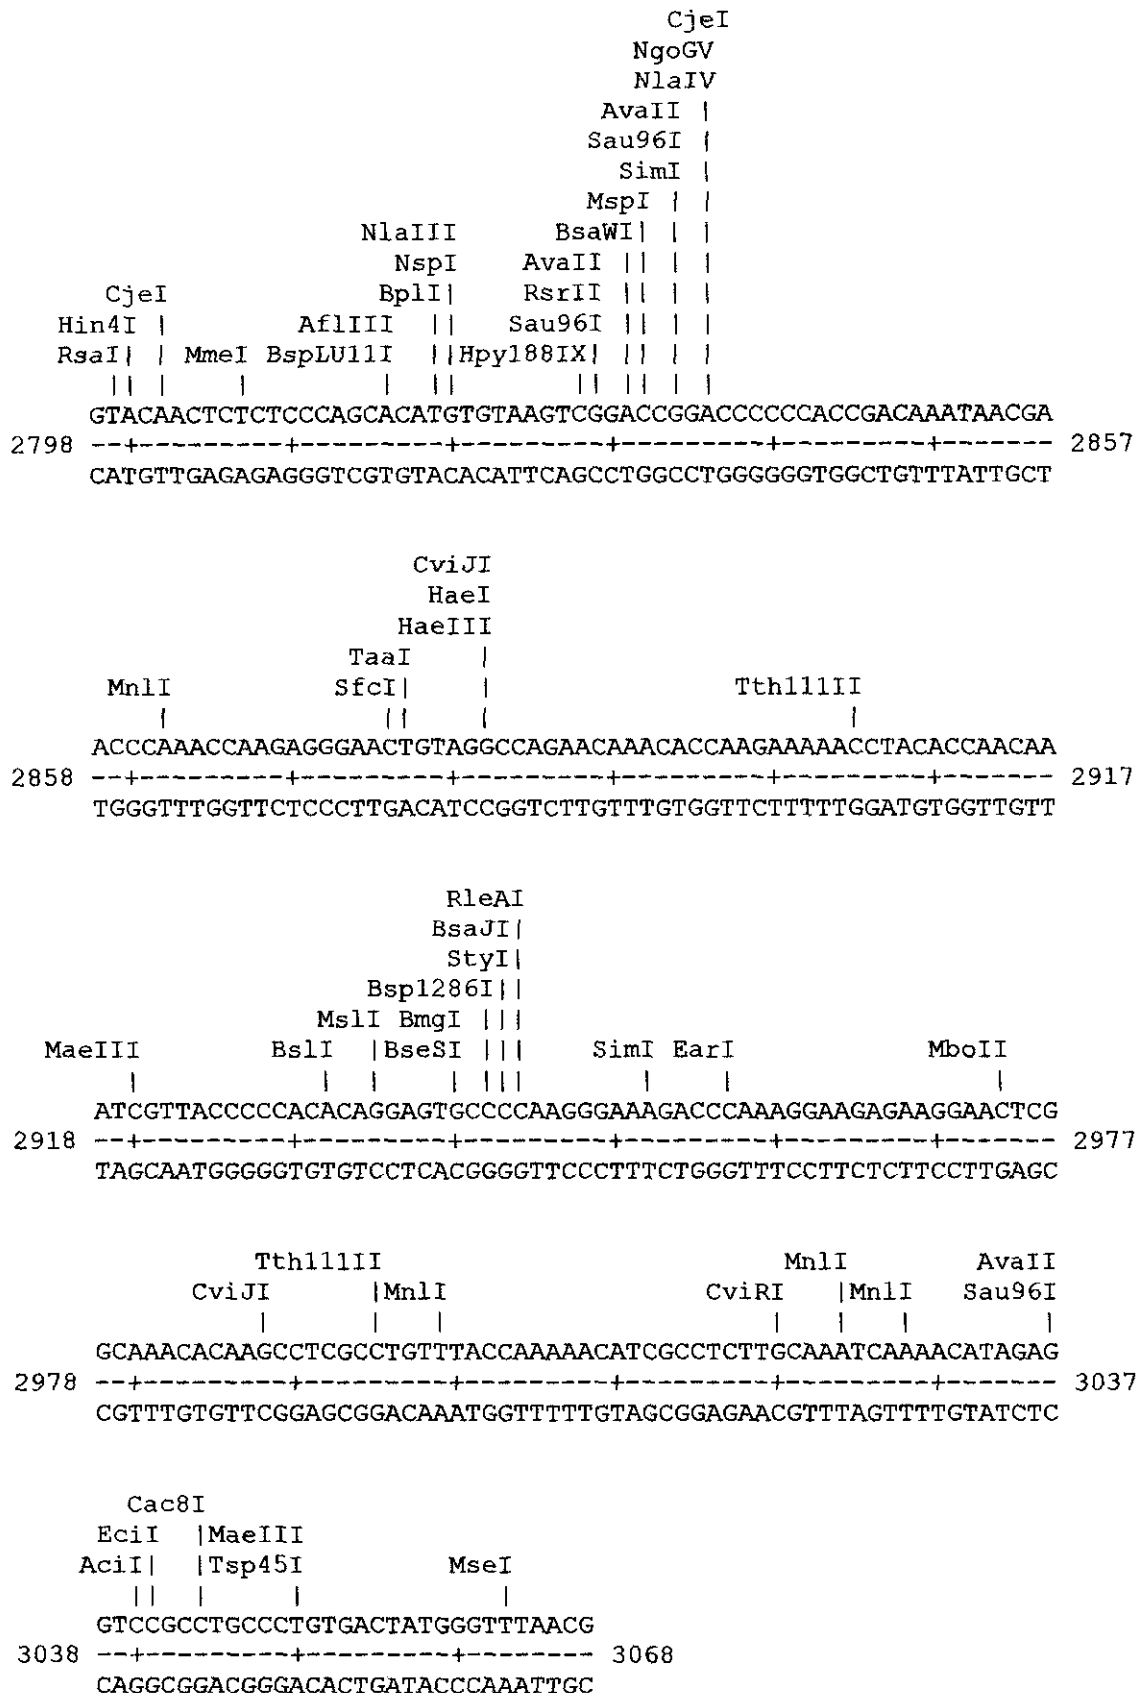 CjeI
NgoGV
NlaIV
AvaII |
Sau96I |
SimI |
MspI | |
NlaIII BsaWI| | |
NspI AvaII || | |
CjeI BplI| RsrII || | |
Hin4I | AflIII || Sau96I || | |
RsaI| | MmeI BspLU11I || Hpy188IX| || | |
|| | | | || || || | |
GTACAACTCTCTCCCAGCACATGTGTAAGTCGGACCGGACCCCCCACCGACAAATAACGA
2798 --+---------+---------+---------+---------+---------+------- 2857
CATGTTGAGAGAGGGTCGTGTACACATTCAGCCTGGCCTGGGGGGTGGCTGTTTATTGCT
CviJI
HaeI
HaeIII
TaaI |
MnlI SfcI| | Tth111II
| || | |
ACCCAAACCAAGAGGGAACTGTAGGCCAGAACAAACACCAAGAAAAACCTACACCAACAA
2858 --+---------+---------+---------+---------+---------+------- 2917
TGGGTTTGGTTCTCCCTTGACATCCGGTCTTGTTTGTGGTTCTTTTTGGATGTGGTTGTT
RleAI
BsaJI|
StyI|
Bsp1286I||
MslI BmgI |||
MaeIII BslI |BseSI ||| SimI EarI MboII
| | | | ||| | | |
ATCGTTACCCCCACACAGGAGTGCCCCAAGGGAAAGACCCAAAGGAAGAGAAGGAACTCG
2918 --+---------+---------+---------+---------+---------+------- 2977
TAGCAATGGGGGTGTGTCCTCACGGGGTTCCCTTTCTGGGTTTCCTTCTCTTCCTTGAGC
Tth111II MnlI AvaII
CviJI |MnlI CviRI |MnlI Sau96I
| | | | | | |
GCAAACACAAGCCTCGCCTGTTTACCAAAAACATCGCCTCTTGCAAATCAAAACATAGAG
2978 --+---------+---------+---------+---------+---------+------- 3037
CGTTTGTGTTCGGAGCGGACAAATGGTTTTTGTAGCGGAGAACGTTTAGTTTTGTATCTC
Cac8I
EciI |MaeIII
AciI| |Tsp45I MseI
|| | | |
GTCCGCCTGCCCTGTGACTATGGGTTTAACG
3038 --+---------+---------+-------- 3068
CAGGCGGACGGGACACTGATACCCAAATTGC